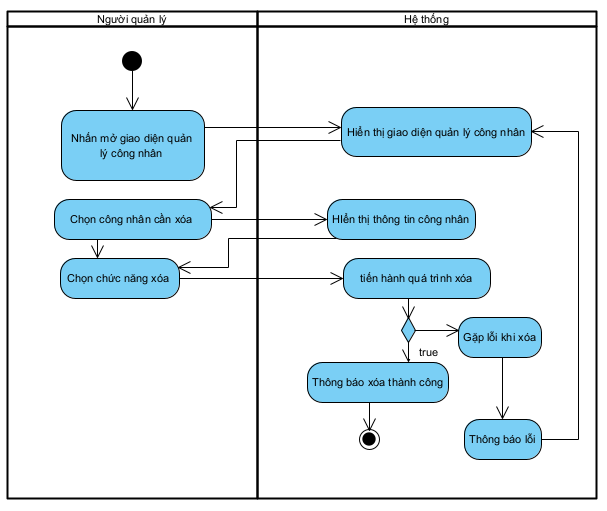 Người quản lý
Hệ thống
Nhấn mở giao diện quản
lý công nhân
Hiển thị giao diện quản lý công nhân
Chọn công nhân cần xóa
HIển thị thông tin công nhân
Chọn chức năng xóa
tiến hành quá trình xóa
Gặp lỗi khi xóa
true
Thông báo xóa thành công
Thông báo lỗi